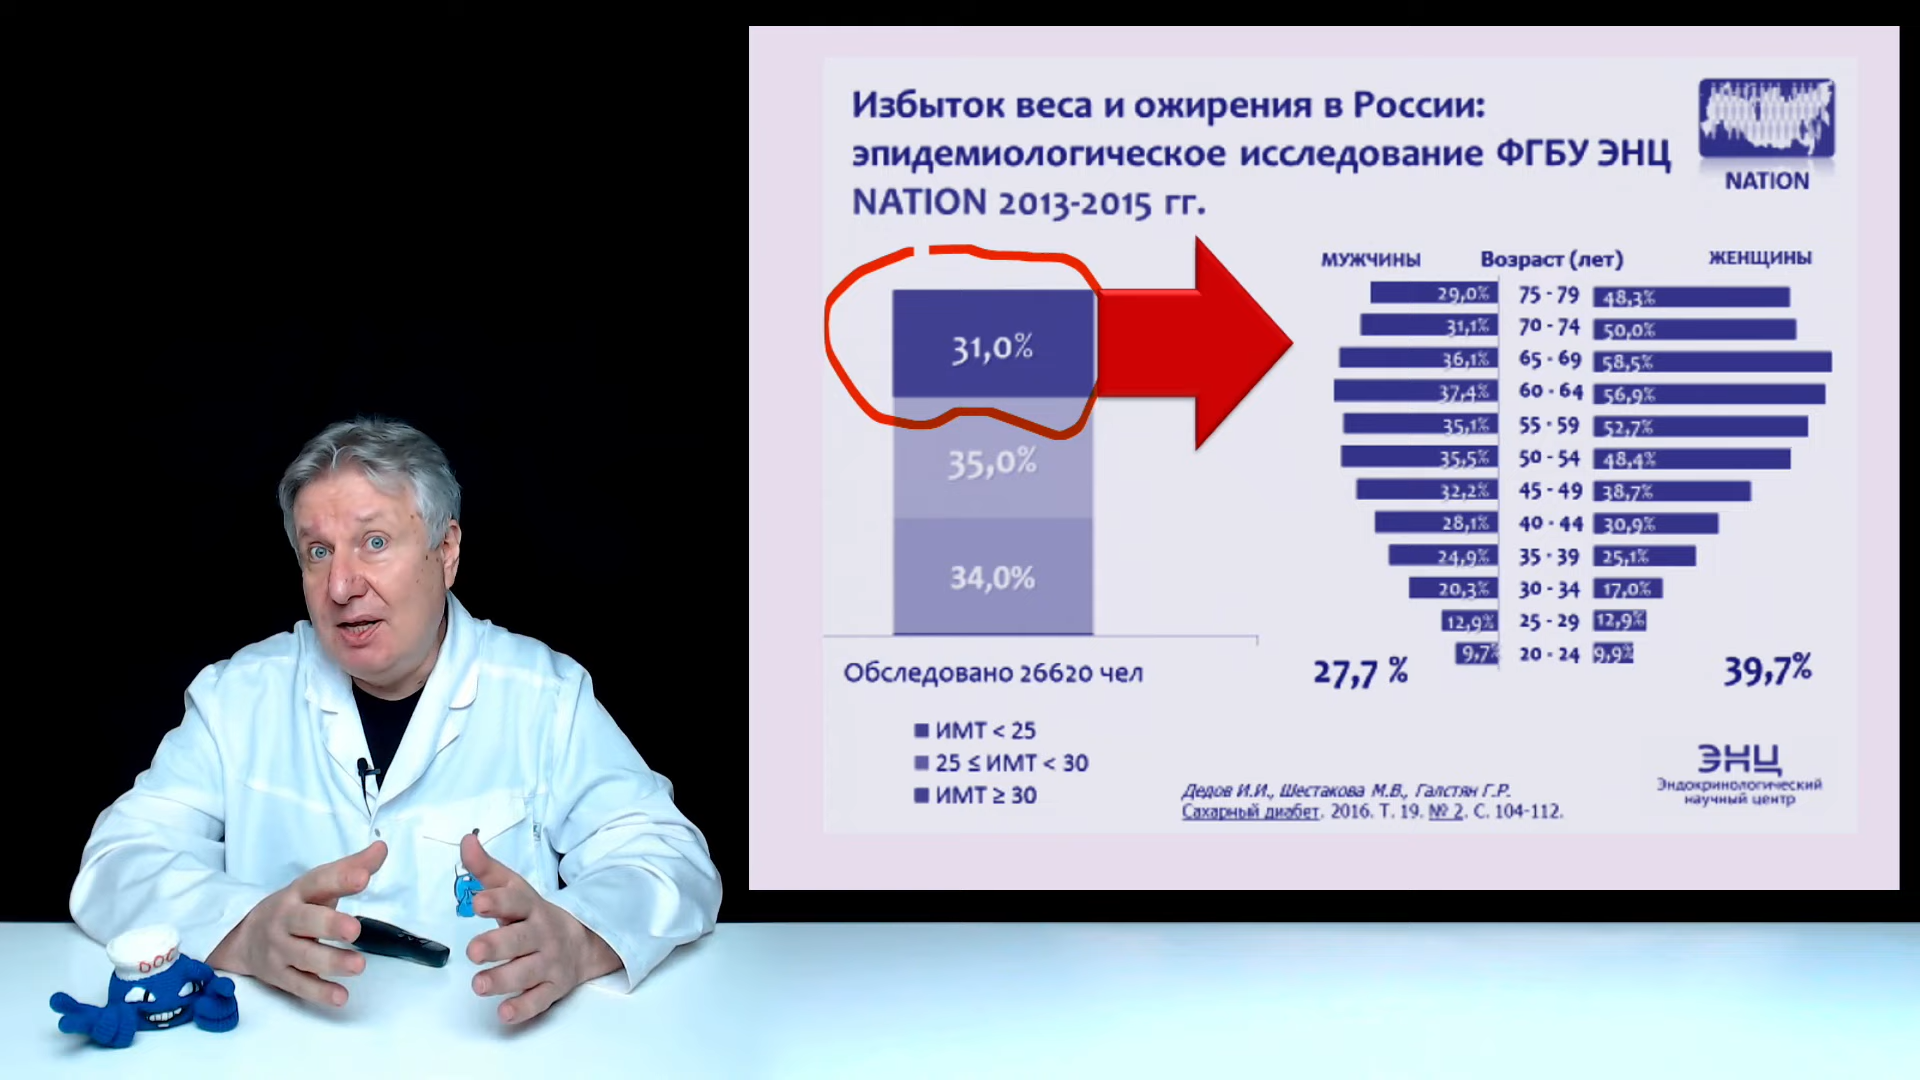 Избыток веса и ожирения в России:
эпидемиологическое исследование ФГБУ ЭНЦ
NATION 2013-2015 гг.
NATION
31,0%
35,0%
34,0%
Обследовано 26620 чел
ИМТ < 25
25 ≤ ИМТ < 30
ИМТ ≥ 30
МУЖЧИНЫ Возраст (лет) ЖЕНЩИНЫ
29,0% 75 - 79 48,3%
31,1% 70 - 74 50,0%
36,1% 65 - 69 58,5%
37,4% 60 - 64 56,9%
35,1% 55 - 59 52,7%
35,5% 50 - 54 48,4%
32,2% 45 - 49 38,7%
28,1% 40 - 44 30,9%
24,9% 35 - 39 25,1%
20,3% 30 - 34 17,0%
12,9% 25 - 29 12,9%
9,7% 20 - 24 9,9%
27,7 % 39,7%
ЭНЦ
Эндокринологический
научный центр
Дедов И.И., Шестакова М.В., Галстян Г.Р.
Сахарный диабет. 2016. Т. 19. № 2. С. 104-112.
DOC